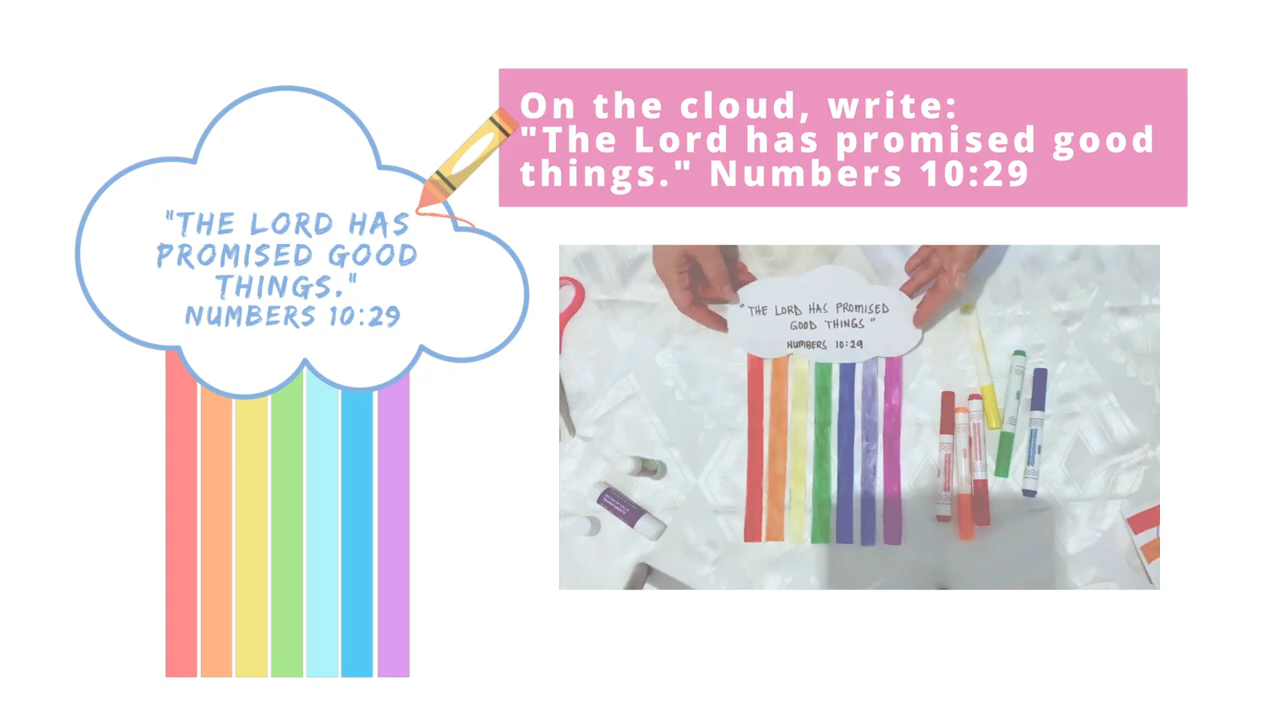 On the cloud, write:
"The Lord has promised good
things." Numbers 10:29
"THE LORD HAS
PROMISED GOOD
THINGS."
NUMBERS 10:29
"THE LORD HAS PROMISED
GOOD THINGS"
NUMBERS 10:29